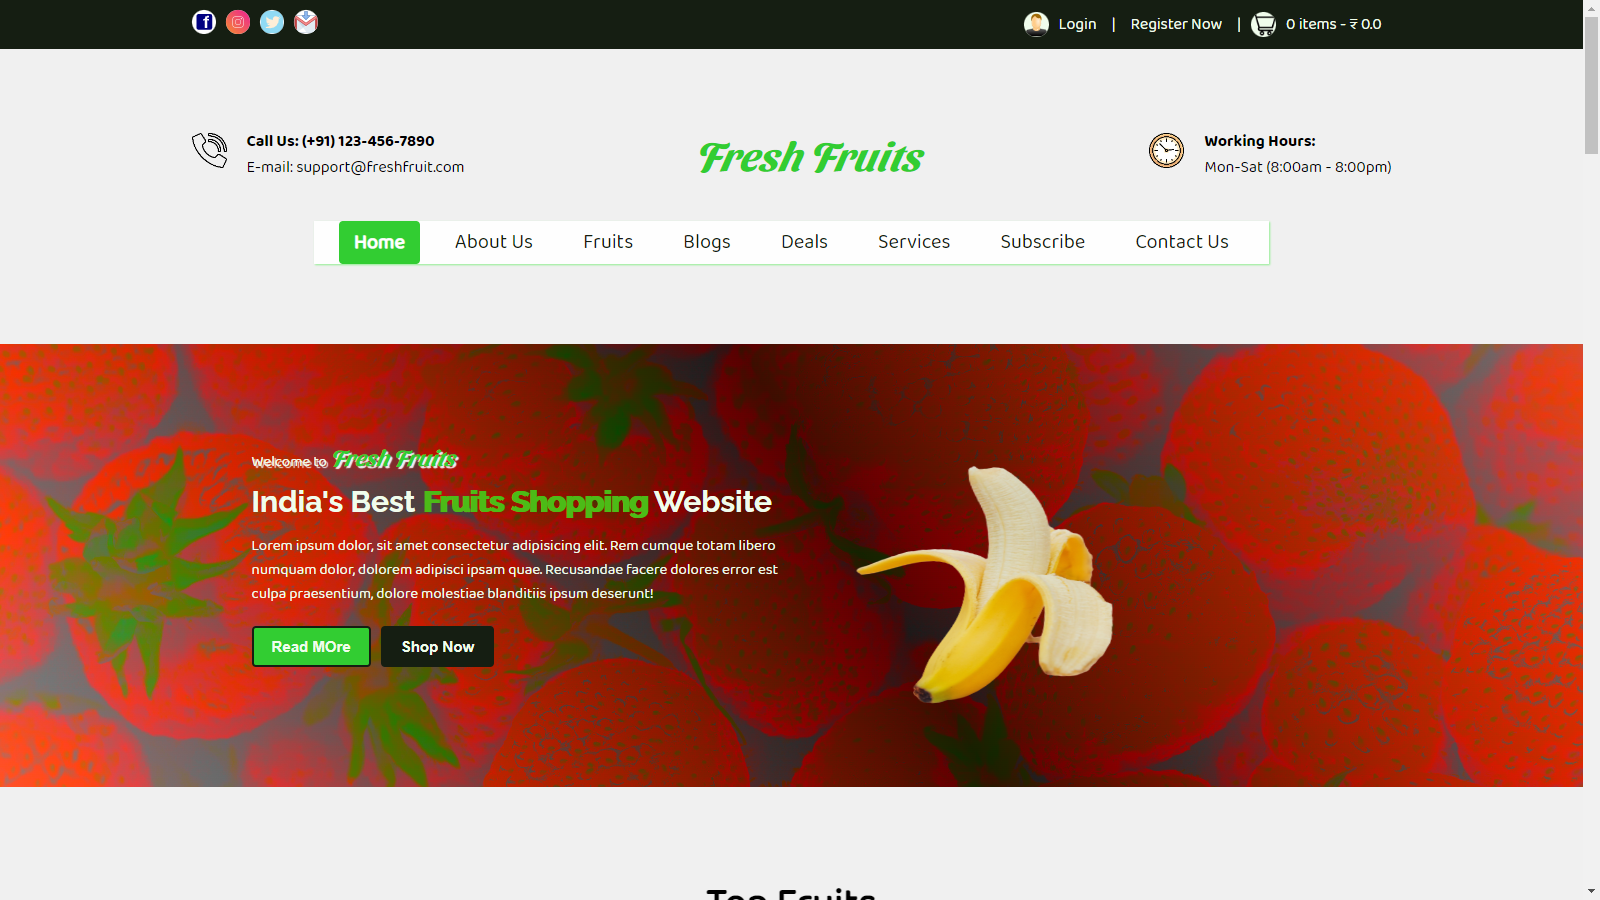 Login | Register Now | 0 items - ₹ 0.0
Call Us: (+91) 123-456-7890
E-mail: support@freshfruit.com
Fresh Fruits
Working Hours:
Mon-Sat (8:00am - 8:00pm)
Home About Us Fruits Blogs Deals Services Subscribe Contact Us
Welcome to Fresh Fruits
India's Best Fruits Shopping Website
Lorem ipsum dolor, sit amet consectetur adipisicing elit. Rem cumque totam libero
numquam dolor, dolorem adipisci ipsam quae. Recusandae facere dolores error est
culpa praesentium, dolore molestiae blanditiis ipsum deserunt!
Read MOre Shop Now
Top Fruits